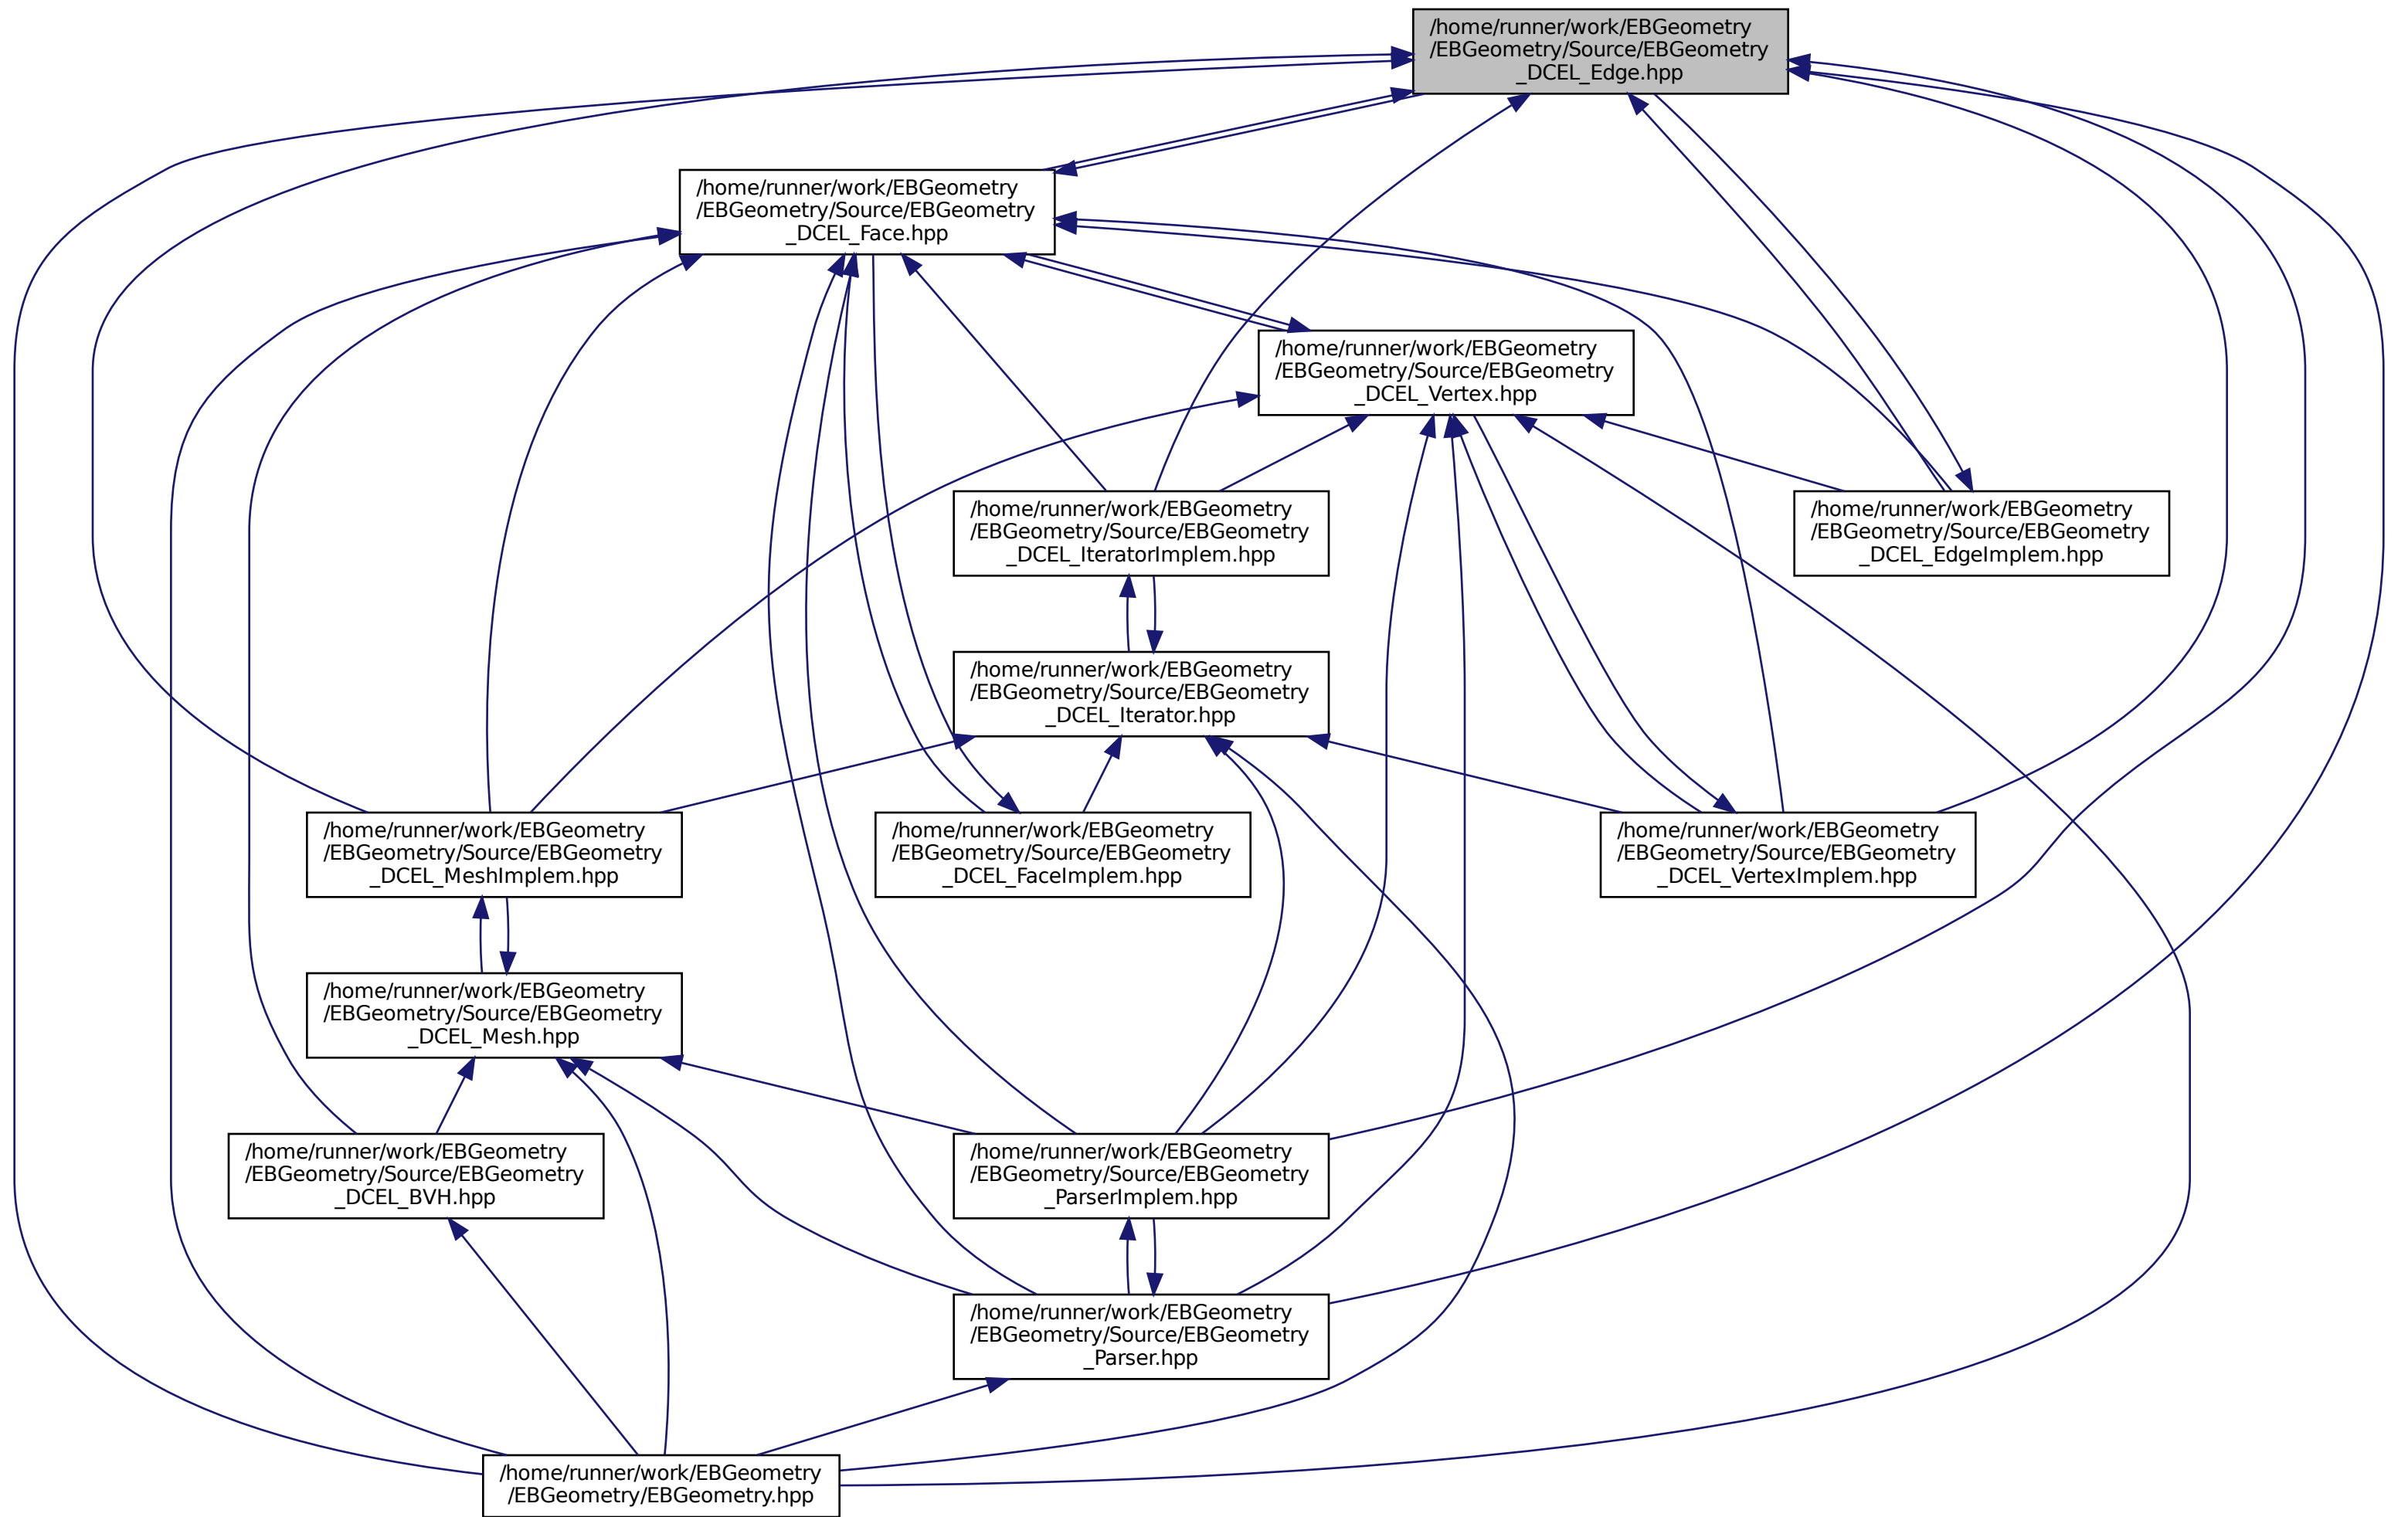 /home/runner/work/EBGeometry
/EBGeometry/Source/EBGeometry
_DCEL_Edge.hpp
/home/runner/work/EBGeometry
/EBGeometry/Source/EBGeometry
_DCEL_Face.hpp
/home/runner/work/EBGeometry
/EBGeometry/Source/EBGeometry
_DCEL_Vertex.hpp
/home/runner/work/EBGeometry
/EBGeometry/Source/EBGeometry
_DCEL_IteratorImplem.hpp
/home/runner/work/EBGeometry
/EBGeometry/Source/EBGeometry
_DCEL_EdgeImplem.hpp
/home/runner/work/EBGeometry
/EBGeometry/Source/EBGeometry
_DCEL_Iterator.hpp
/home/runner/work/EBGeometry
/EBGeometry/Source/EBGeometry
_DCEL_MeshImplem.hpp
/home/runner/work/EBGeometry
/EBGeometry/Source/EBGeometry
_DCEL_FaceImplem.hpp
/home/runner/work/EBGeometry
/EBGeometry/Source/EBGeometry
_DCEL_VertexImplem.hpp
/home/runner/work/EBGeometry
/EBGeometry/Source/EBGeometry
_DCEL_Mesh.hpp
/home/runner/work/EBGeometry
/EBGeometry/Source/EBGeometry
_DCEL_BVH.hpp
/home/runner/work/EBGeometry
/EBGeometry/Source/EBGeometry
_ParserImplem.hpp
/home/runner/work/EBGeometry
/EBGeometry/Source/EBGeometry
_Parser.hpp
/home/runner/work/EBGeometry
/EBGeometry/EBGeometry.hpp